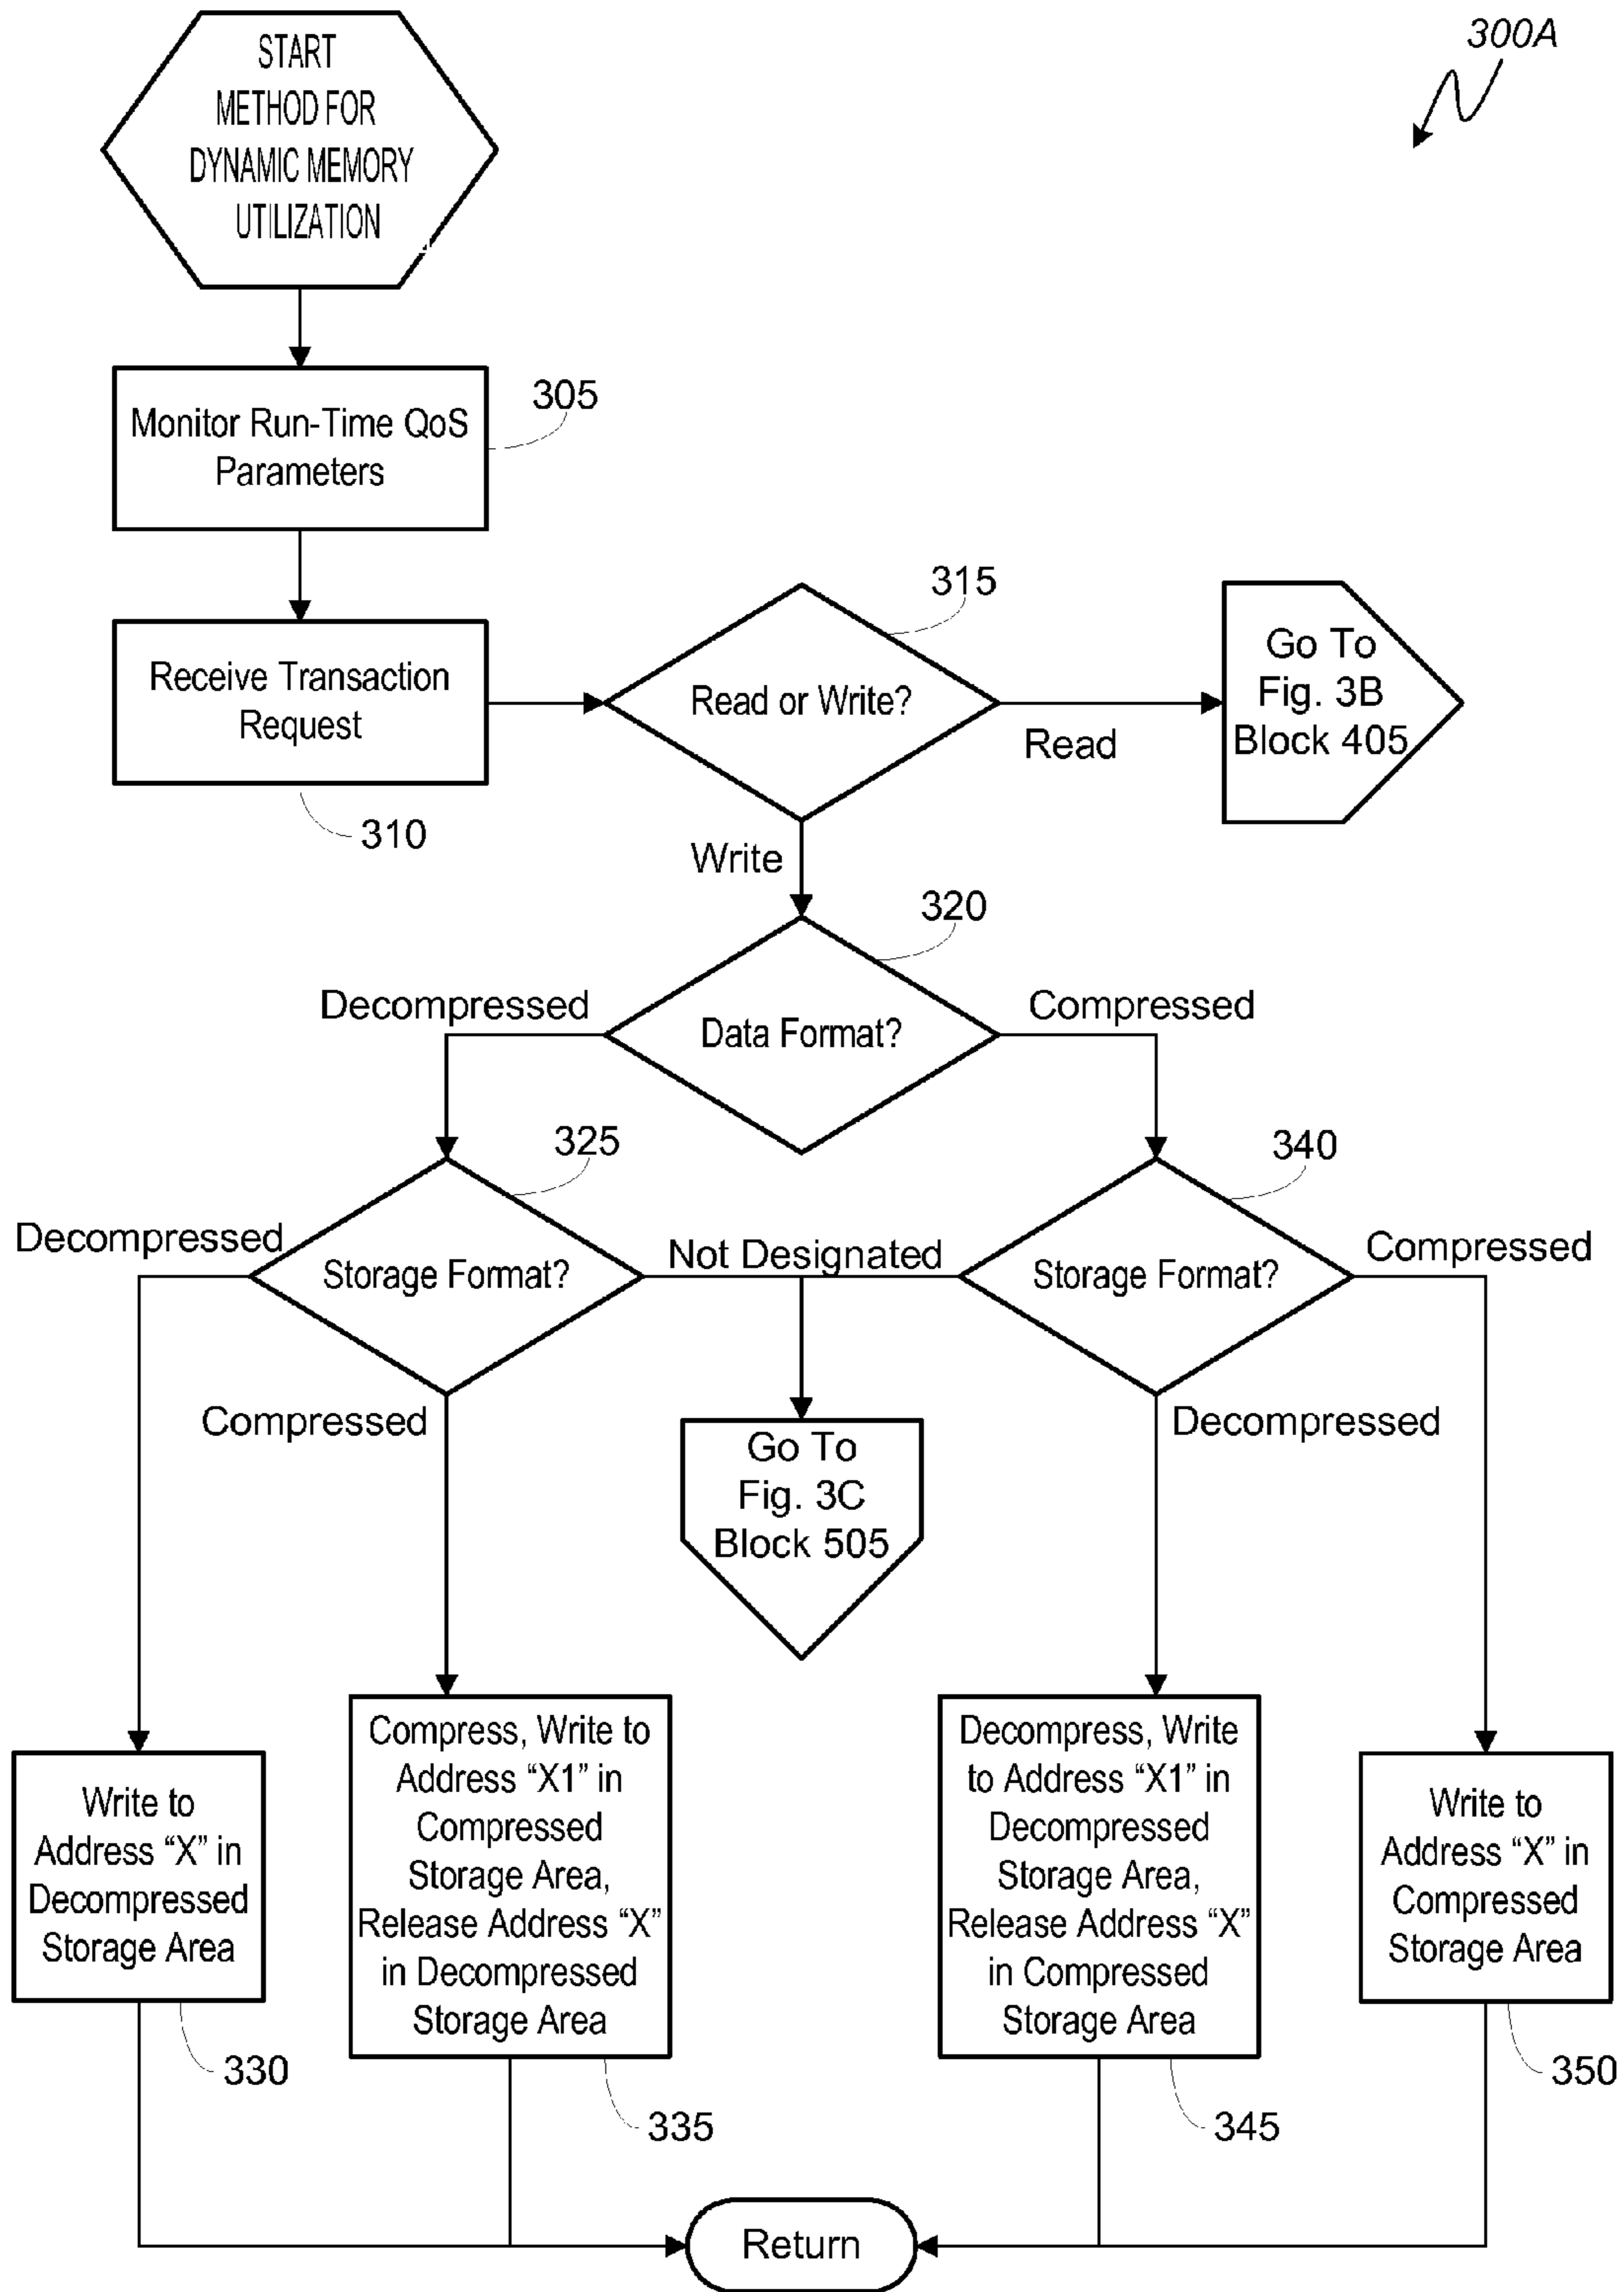 300A
START
METHOD FOR
DYNAMIC MEMORY
UTILIZATION
305
Monitor Run-Time QoS
Parameters
315
Receive Transaction
Request
310
Read or Write?
Read
Go To
Fig. 3B
Block 405
Write
320
Decompressed
Data Format?
Compressed
325
340
Decompressed
Storage Format?
Not Designated
Storage Format?
Compressed
Compressed
Go To
Fig. 3C
Block 505
Decompressed
Write to
Address “X” in
Decompressed
Storage Area
330
Compress, Write to
Address “X1” in
Compressed
Storage Area,
Release Address “X”
in Decompressed
Storage Area
335
Decompress, Write
to Address “X1” in
Decompressed
Storage Area,
Release Address “X”
in Compressed
Storage Area
345
Write to
Address “X” in
Compressed
Storage Area
350
Return